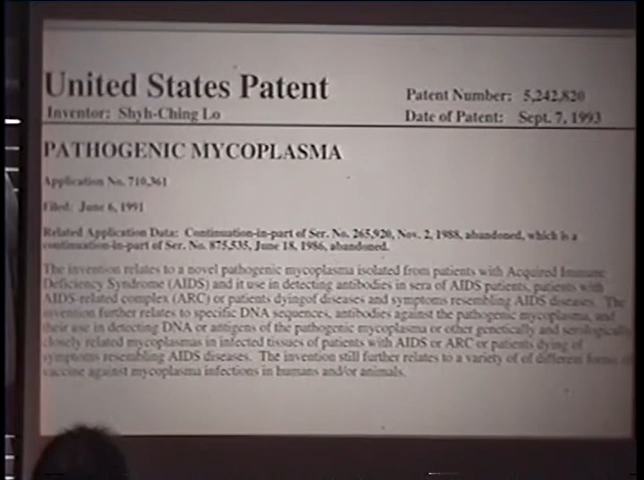 United States Patent
Patent Number: 5,242,820
Inventor: Shyh-Ching Lo
Date of Patent: Sept. 7, 1993
PATHOGENIC MYCOPLASMA
Application No. 710,361
Filed: June 6, 1991
Related Application Data: Continuation-in-part of Ser. No. 265,920, Nov. 2, 1988, abandoned, which is a
continuation-in-part of Ser. No. 875,535, June 18, 1986, abandoned.
The invention relates to a novel pathogenic mycoplasma isolated from patients with Acquired Immune
Deficiency Syndrome (AIDS) and it use in detecting antibodies in sera of AIDS patients, patients with
AIDS-related complex (ARC) or patients dyingof diseases and symptoms resembling AIDS diseases. The
invention further relates to specific DNA sequences, antibodies against the pathogenic mycoplasma, and
their use in detecting DNA or antigens of the pathogenic mycoplasma or other genetically and serologically
closely related mycoplasmas in infected tissues of patients with AIDS or ARC or patients dying of
symptoms resembling AIDS diseases. The invention still further relates to a variety of of different forms of
vaccine against mycoplasma infections in humans and/or animals.